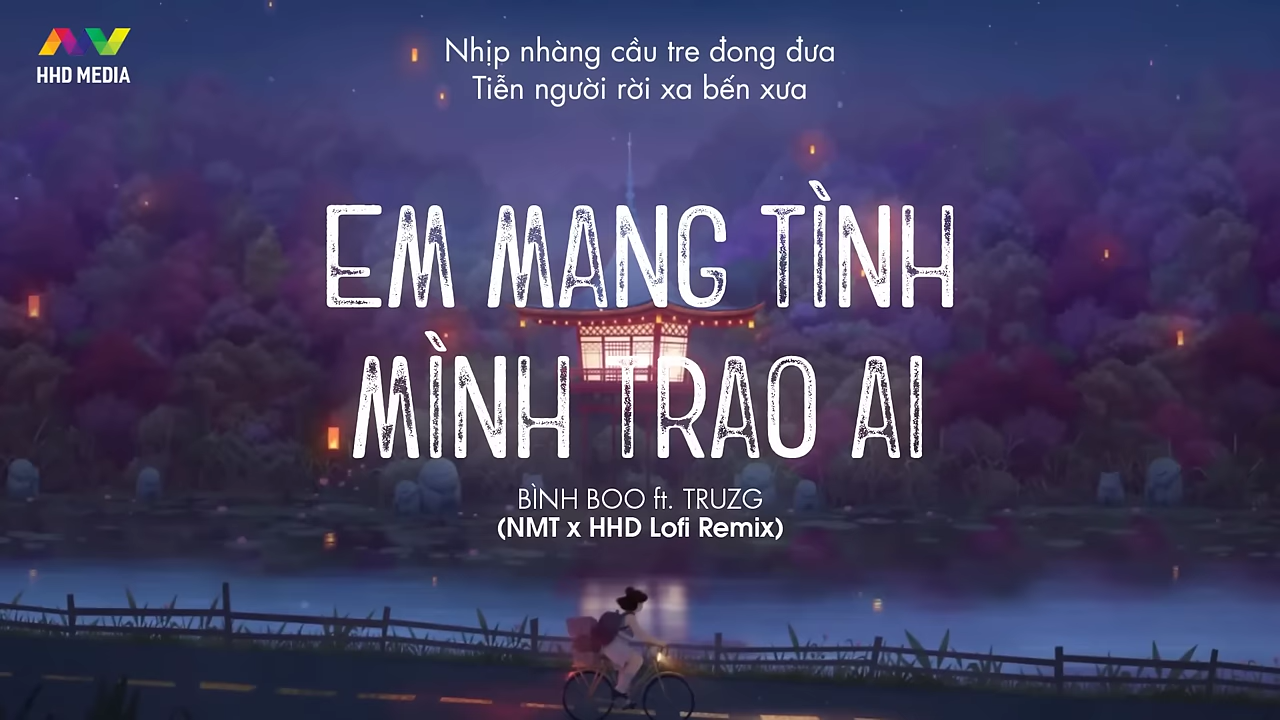 HHD MEDIA
Nhịp nhàng cầu tre đong đưa
Tiễn người rời xa bến xưa
EM MANG TÌNH
MÌNH TRAO AI
BÌNH BOO ft. TRUZG
(NMT x HHD Lofi Remix)